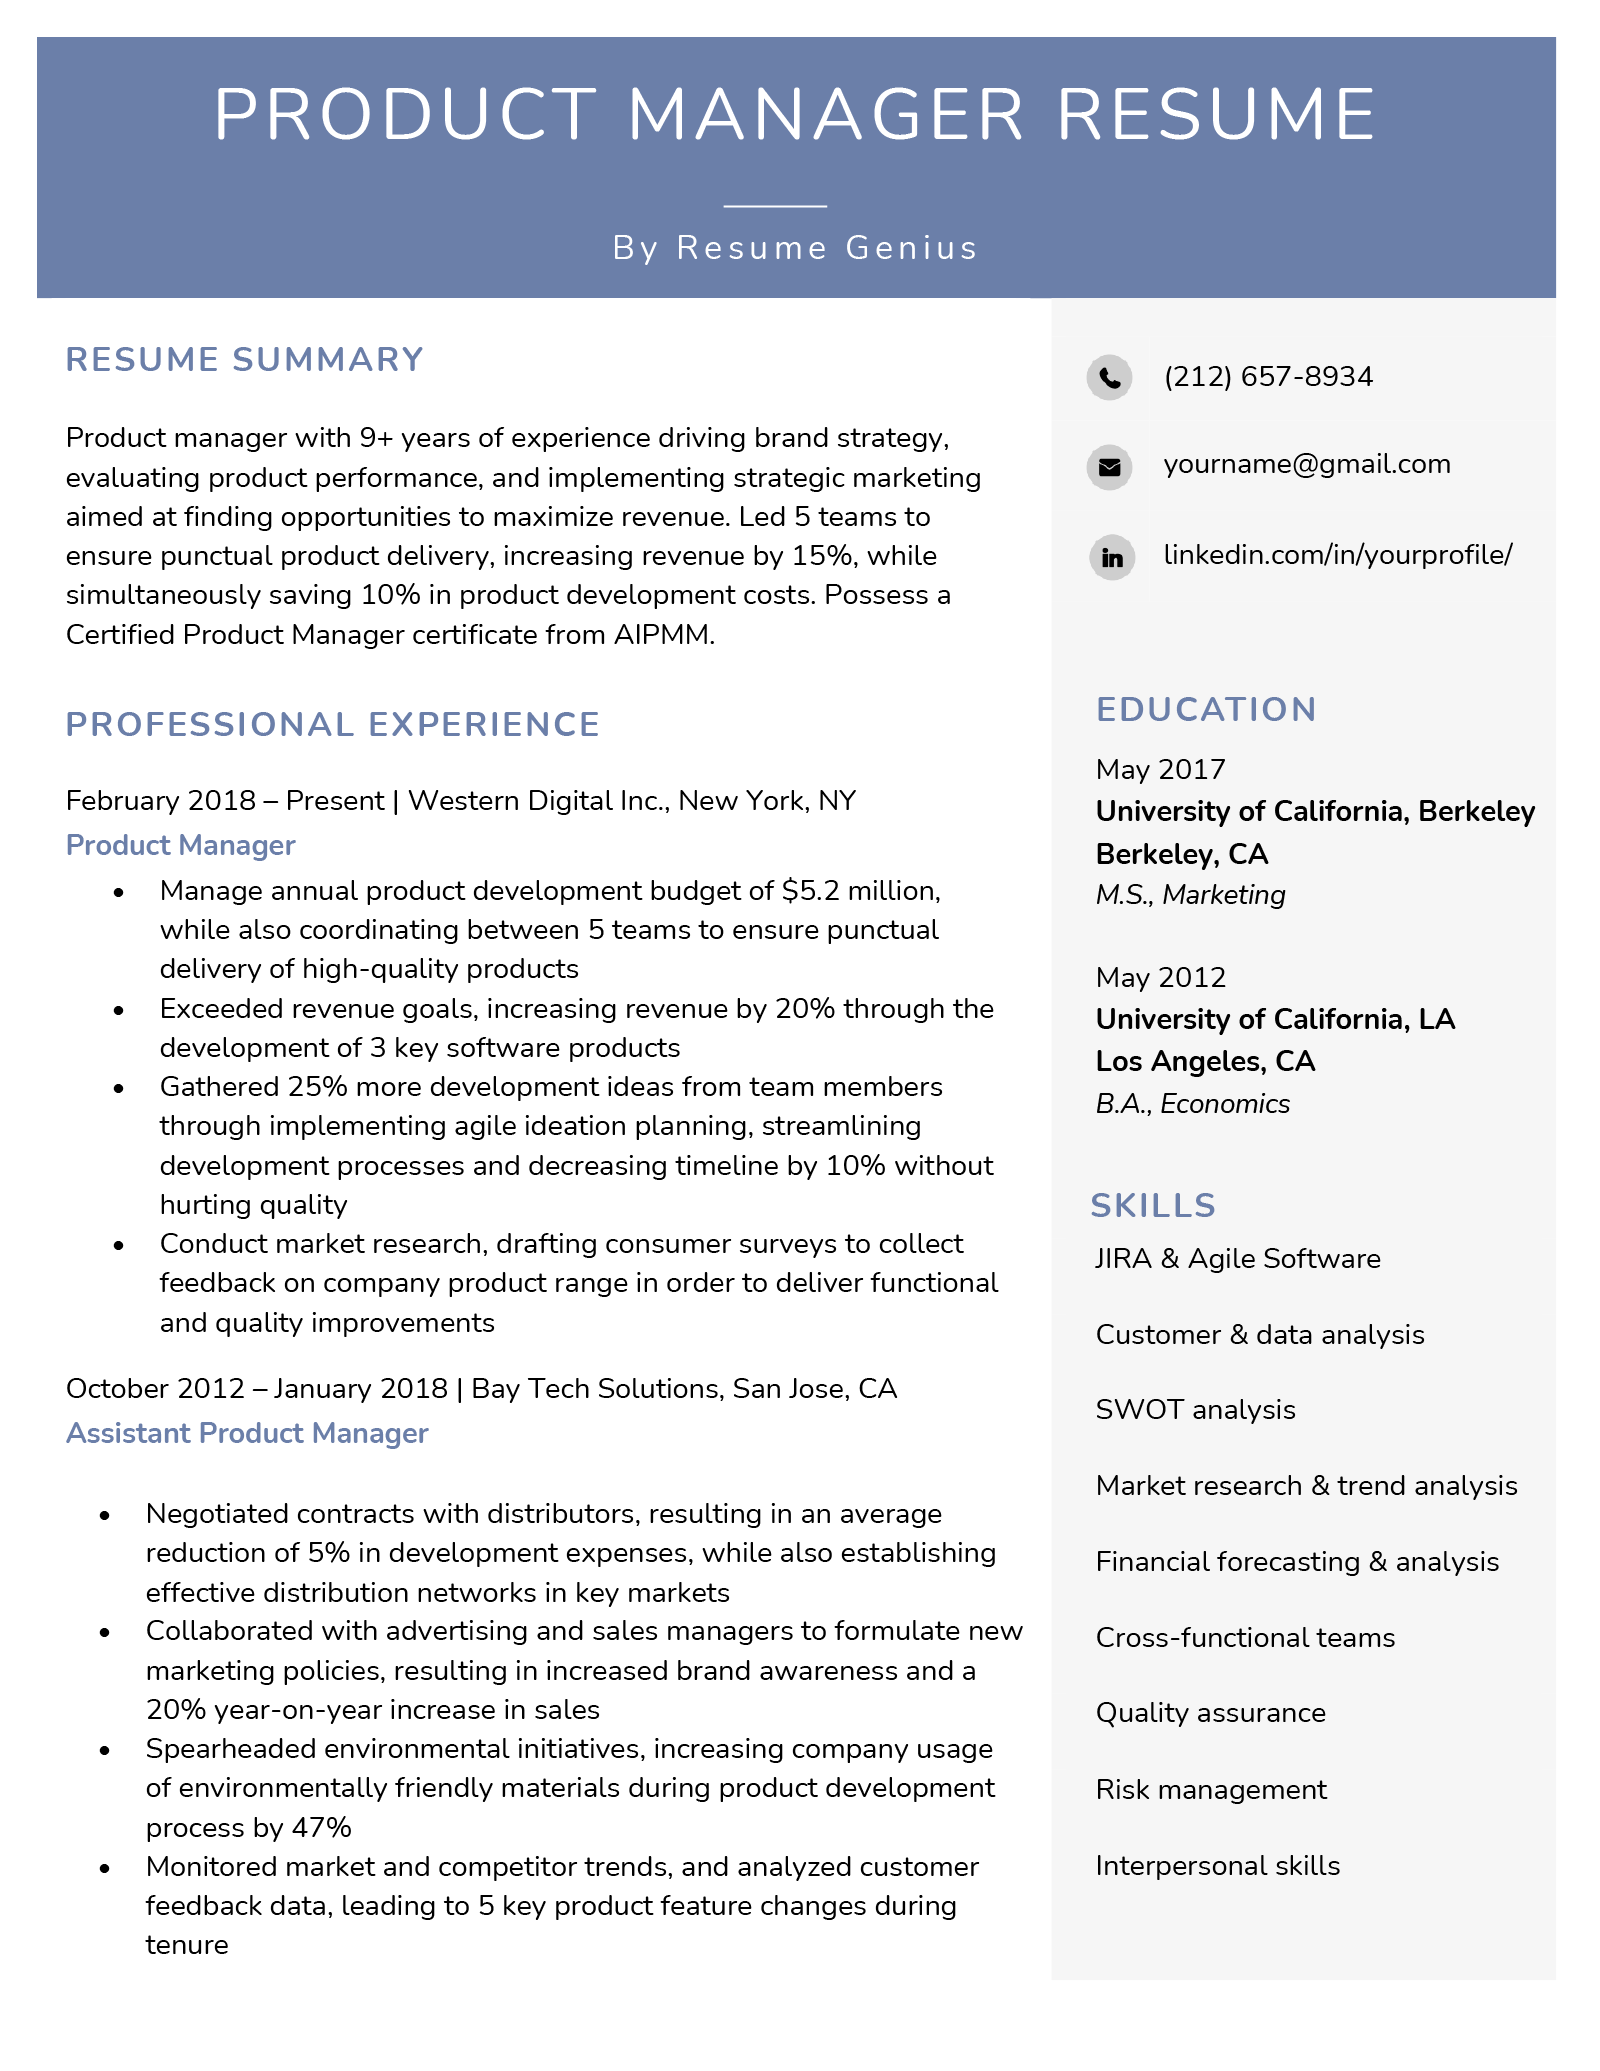 PRODUCT MANAGER RESUME
By Resume Genius
RESUME SUMMARY
Product manager with 9+ years of experience driving brand strategy,
evaluating product performance, and implementing strategic marketing
aimed at finding opportunities to maximize revenue. Led 5 teams to
ensure punctual product delivery, increasing revenue by 15%, while
simultaneously saving 10% in product development costs. Possess a
Certified Product Manager certificate from AIPMM.
PROFESSIONAL EXPERIENCE
February 2018 – Present | Western Digital Inc., New York, NY
Product Manager
• Manage annual product development budget of $5.2 million,
while also coordinating between 5 teams to ensure punctual
delivery of high-quality products
• Exceeded revenue goals, increasing revenue by 20% through the
development of 3 key software products
• Gathered 25% more development ideas from team members
through implementing agile ideation planning, streamlining
development processes and decreasing timeline by 10% without
hurting quality
• Conduct market research, drafting consumer surveys to collect
feedback on company product range in order to deliver functional
and quality improvements
October 2012 – January 2018 | Bay Tech Solutions, San Jose, CA
Assistant Product Manager
• Negotiated contracts with distributors, resulting in an average
reduction of 5% in development expenses, while also establishing
effective distribution networks in key markets
• Collaborated with advertising and sales managers to formulate new
marketing policies, resulting in increased brand awareness and a
20% year-on-year increase in sales
• Spearheaded environmental initiatives, increasing company usage
of environmentally friendly materials during product development
process by 47%
• Monitored market and competitor trends, and analyzed customer
feedback data, leading to 5 key product feature changes during
tenure
(212) 657-8934
yourname@gmail.com
in linkedin.com/in/yourprofile/
EDUCATION
May 2017
University of California, Berkeley
Berkeley, CA
M.S., Marketing
May 2012
University of California, LA
Los Angeles, CA
B.A., Economics
SKILLS
JIRA & Agile Software
Customer & data analysis
SWOT analysis
Market research & trend analysis
Financial forecasting & analysis
Cross-functional teams
Quality assurance
Risk management
Interpersonal skills